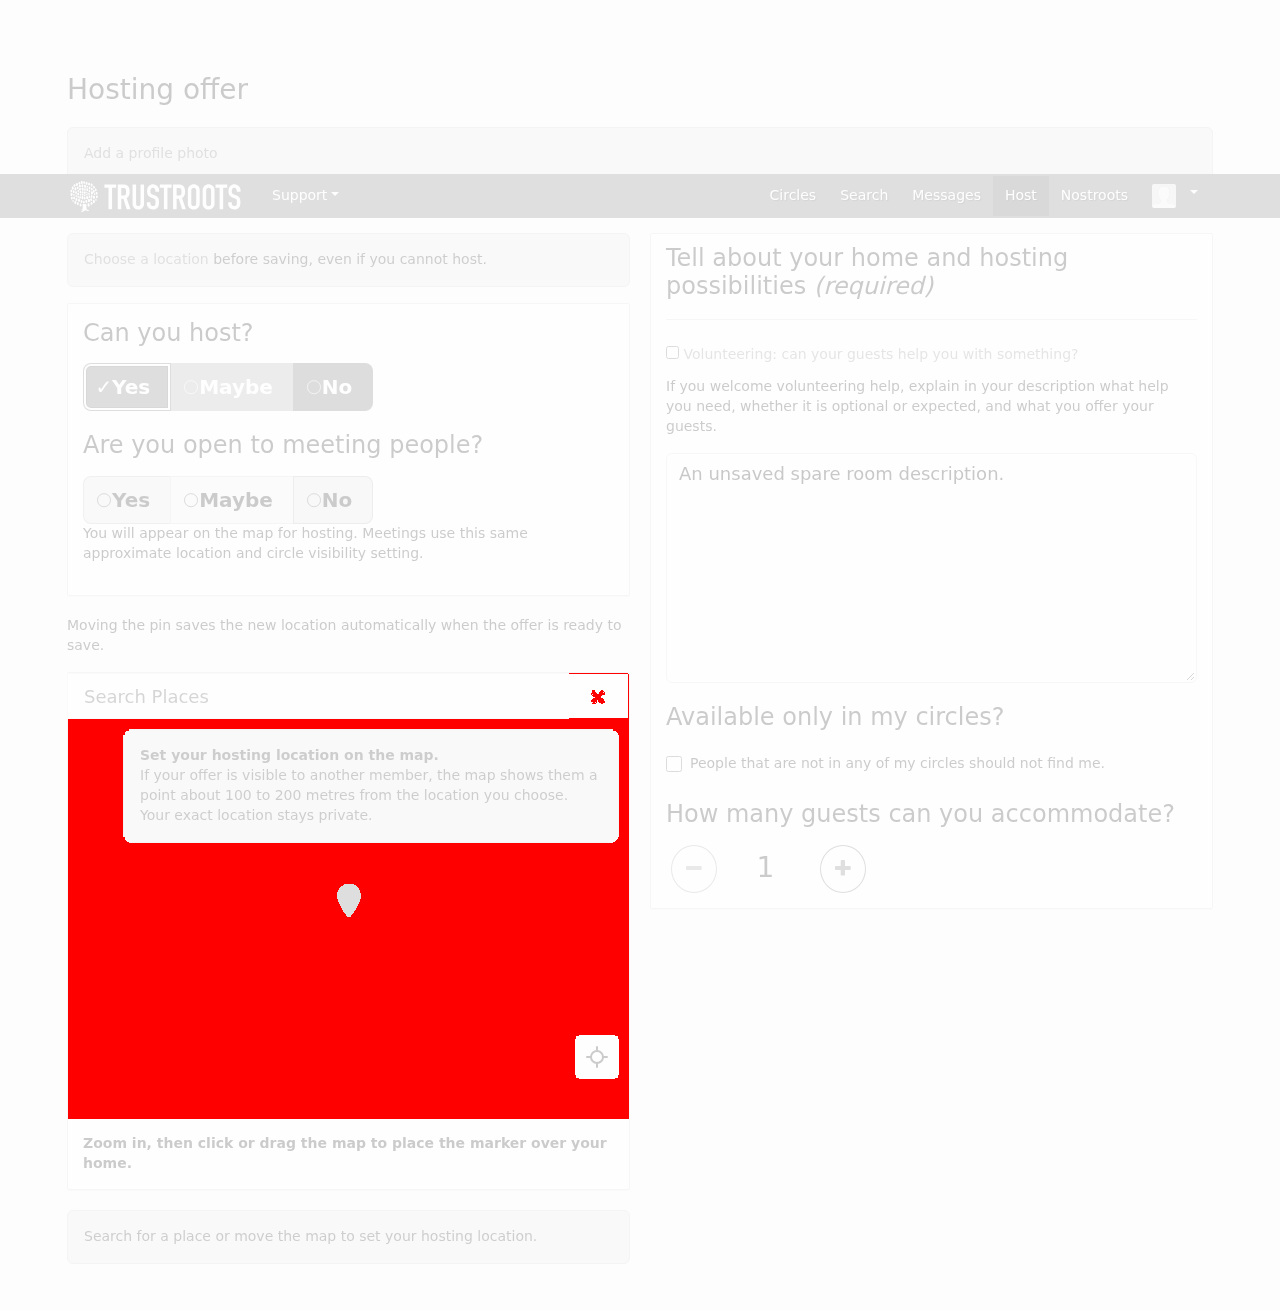 Hosting offer
Add a profile photo
TRUSTROOTS
Support
Circles
Search
Messages
Host
Nostroots
Choose a location before saving, even if you cannot host.
Can you host?
✓Yes
Maybe
No
Are you open to meeting people?
Yes
Maybe
No
You will appear on the map for hosting. Meetings use this same
approximate location and circle visibility setting.
Moving the pin saves the new location automatically when the offer is ready to
save.
Search Places
Set your hosting location on the map.
If your offer is visible to another member, the map shows them a
point about 100 to 200 metres from the location you choose.
Your exact location stays private.
Zoom in, then click or drag the map to place the marker over your
home.
Search for a place or move the map to set your hosting location.
Tell about your home and hosting
possibilities (required)
Volunteering: can your guests help you with something?
If you welcome volunteering help, explain in your description what help
you need, whether it is optional or expected, and what you offer your
guests.
An unsaved spare room description.
Available only in my circles?
People that are not in any of my circles should not find me.
How many guests can you accommodate?
1